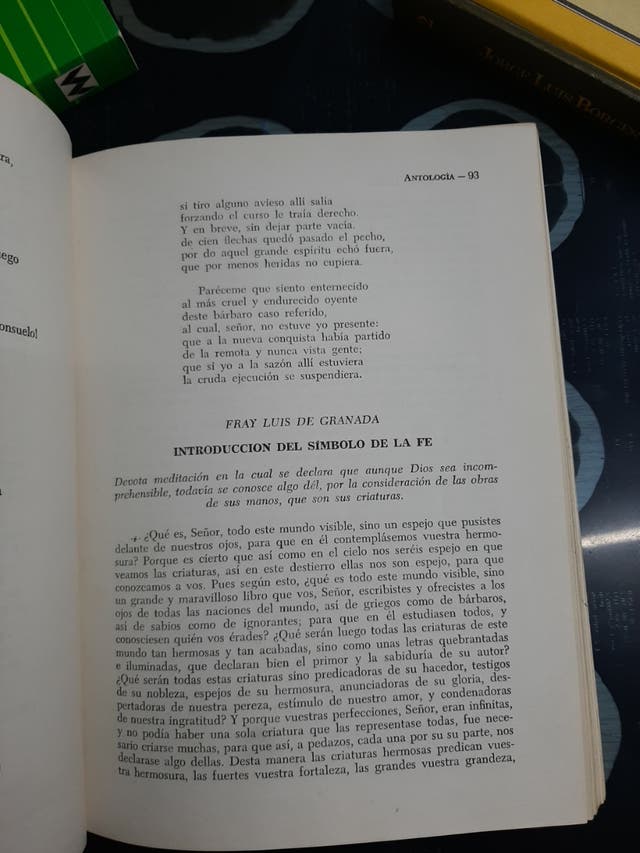 W
2
JORGE LUIS BORGES
ra,
ego
onsuelo!
ANTOLOGÍA — 93
si tiro alguno avieso allí salía
forzando el curso le traía derecho.
Y en breve, sin dejar parte vacía.
de cien flechas quedó pasado el pecho,
por do aquel grande espíritu echó fuera,
que por menos heridas no cupiera.
Paréceme que siento enternecido
al más cruel y endurecido oyente
deste bárbaro caso referido,
al cual, señor, no estuve yo presente:
que a la nueva conquista había partido
de la remota y nunca vista gente;
que si yo a la sazón allí estuviera
la cruda ejecución se suspendiera.
FRAY LUIS DE GRANADA
INTRODUCCION DEL SÍMBOLO DE LA FE
Devota meditación en la cual se declara que aunque Dios sea incom-
prehensible, todavía se conosce algo dél, por la consideración de las obras
de sus manos, que son sus criaturas.
¿Qué es, Señor, todo este mundo visible, sino un espejo que pusistes
delante de nuestros ojos, para que en él contemplásemos vuestra hermo-
sura? Porque es cierto que así como en el cielo nos seréis espejo en que
veamos las criaturas, así en este destierro ellas nos son espejo, para que
conozcamos a vos. Pues según esto, ¿qué es todo este mundo visible, sino
un grande y maravilloso libro que vos, Señor, escribistes y ofrecistes a los
ojos de todas las naciones del mundo, así de griegos como de bárbaros,
así de sabios como de ignorantes; para que en él estudiasen todos, y
conosciesen quién vos érades? ¿Qué serán luego todas las criaturas de este
mundo tan hermosas y tan acabadas, sino como unas letras quebrantadas
e iluminadas, que declaran bien el primor y la sabiduría de su autor?
¿Qué serán todas estas criaturas sino predicadoras de su hacedor, testigos
de su nobleza, espejos de su hermosura, anunciadoras de su gloria, des-
pertadoras de nuestra pereza, estímulo de nuestro amor, y condenadoras
de nuestra ingratitud? Y porque vuestras perfecciones, Señor, eran infinitas,
y no podía haber una sola criatura que las representase todas, fue nece-
sario criarse muchas, para que así, a pedazos, cada una por su su parte, nos
declarase algo dellas. Desta manera las criaturas hermosas predican vues-
tra hermosura, las fuertes vuestra fortaleza, las grandes vuestra grandeza,